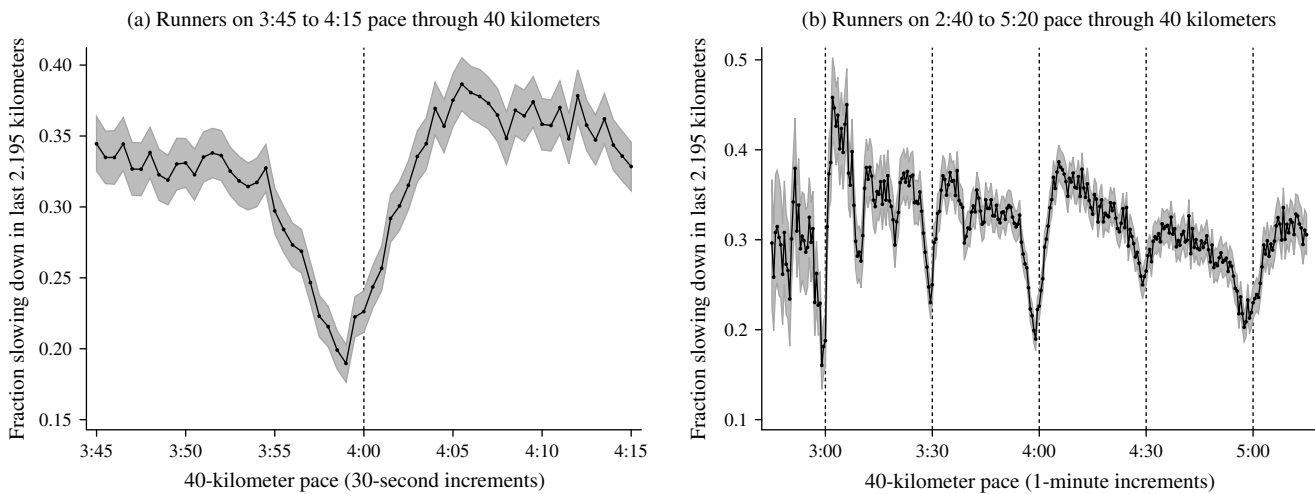 (a) Runners on 3:45 to 4:15 pace through 40 kilometers
Fraction slowing down in last 2.195 kilometers
0.40
0.35
0.30
0.25
0.20
0.15
3:45 3:50 3:55 4:00 4:05 4:10 4:15
40-kilometer pace (30-second increments)
(b) Runners on 2:40 to 5:20 pace through 40 kilometers
Fraction slowing down in last 2.195 kilometers
0.5
0.4
0.3
0.2
0.1
3:00 3:30 4:00 4:30 5:00
40-kilometer pace (1-minute increments)